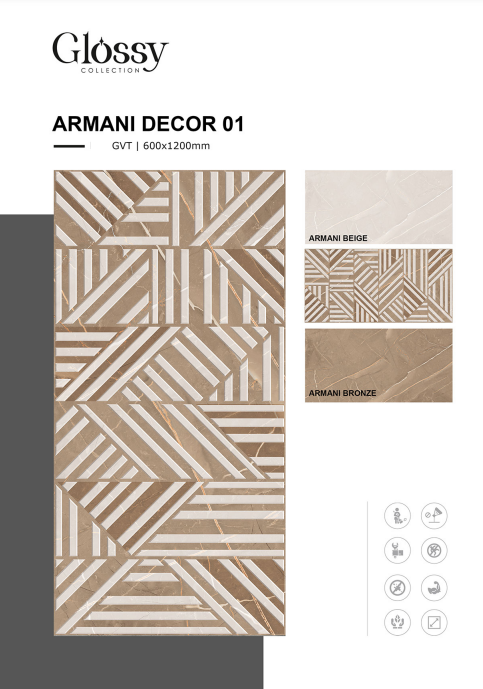 Glossy
COLLECTION
ARMANI DECOR 01
GVT | 600x1200mm
ARMANI BEIGE
ARMANI BRONZE